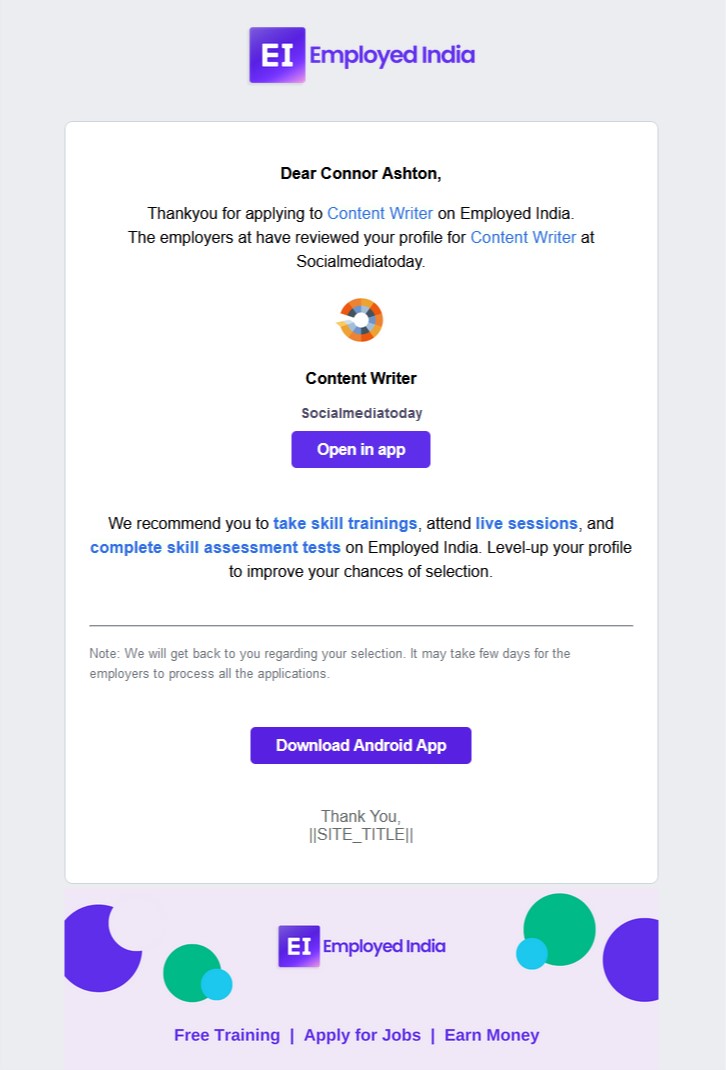 EI Employed India
Dear Connor Ashton,
Thankyou for applying to Content Writer on Employed India.
The employers at have reviewed your profile for Content Writer at
Socialmediatoday.
Content Writer
Socialmediatoday
Open in app
We recommend you to take skill trainings, attend live sessions, and
complete skill assessment tests on Employed India. Level-up your profile
to improve your chances of selection.
Note: We will get back to you regarding your selection. It may take few days for the
employers to process all the applications.
Download Android App
Thank You,
||SITE_TITLE||
EI Employed India
Free Training | Apply for Jobs | Earn Money